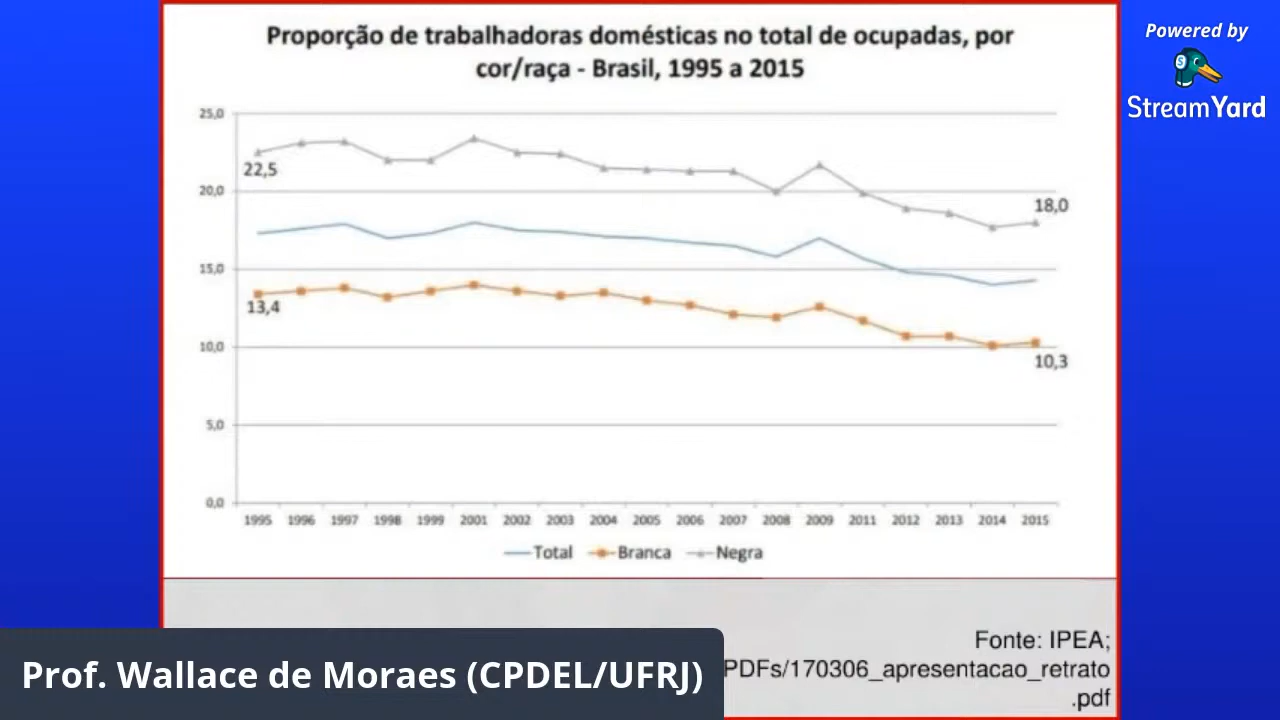 Proporção de trabalhadoras domésticas no total de ocupadas, por
cor/raça - Brasil, 1995 a 2015
Powered by
StreamYard
25,0
20,0
15,0
10,0
5,0
0,0
22,5
18,0
13,4
10,3
1995 1996 1997 1998 1999 2001 2002 2003 2004 2005 2006 2007 2008 2009 2011 2012 2013 2014 2015
Total Branca Negra
Fonte: IPEA;
PDFs/170306_apresentacao_retrato
.pdf
Prof. Wallace de Moraes (CPDEL/UFRJ)